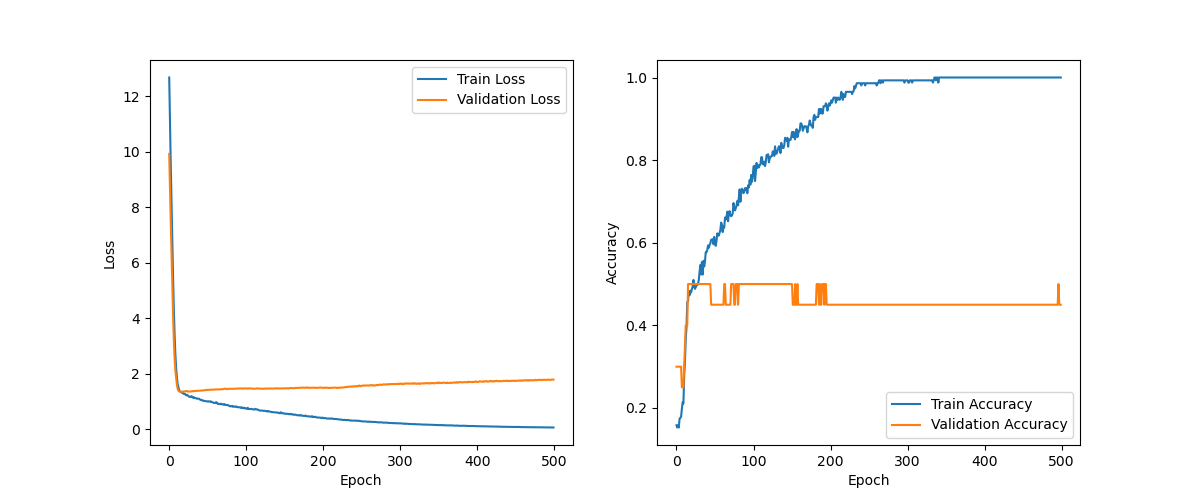 Train Loss
Validation Loss
12
10
8
6
4
2
0
Loss
0 100 200 300 400 500
Epoch
1.0
0.8
0.6
0.4
0.2
Accuracy
Train Accuracy
Validation Accuracy
0 100 200 300 400 500
Epoch